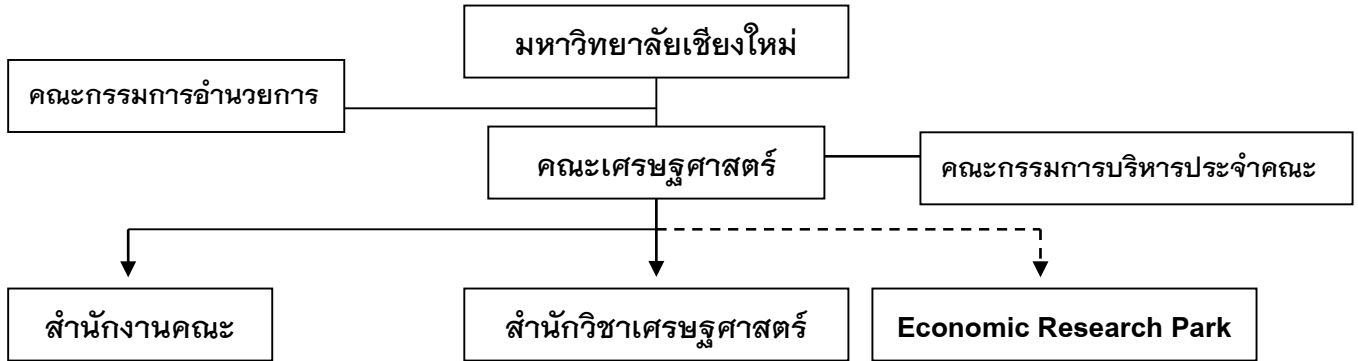 มหาวิทยาลัยเชียงใหม่
คณะกรรมการอำนวยการ
คณะเศรษฐศาสตร์
คณะกรรมการบริหารประจำคณะ
สำนักงานคณะ
สำนักวิชาเศรษฐศาสตร์
Economic Research Park